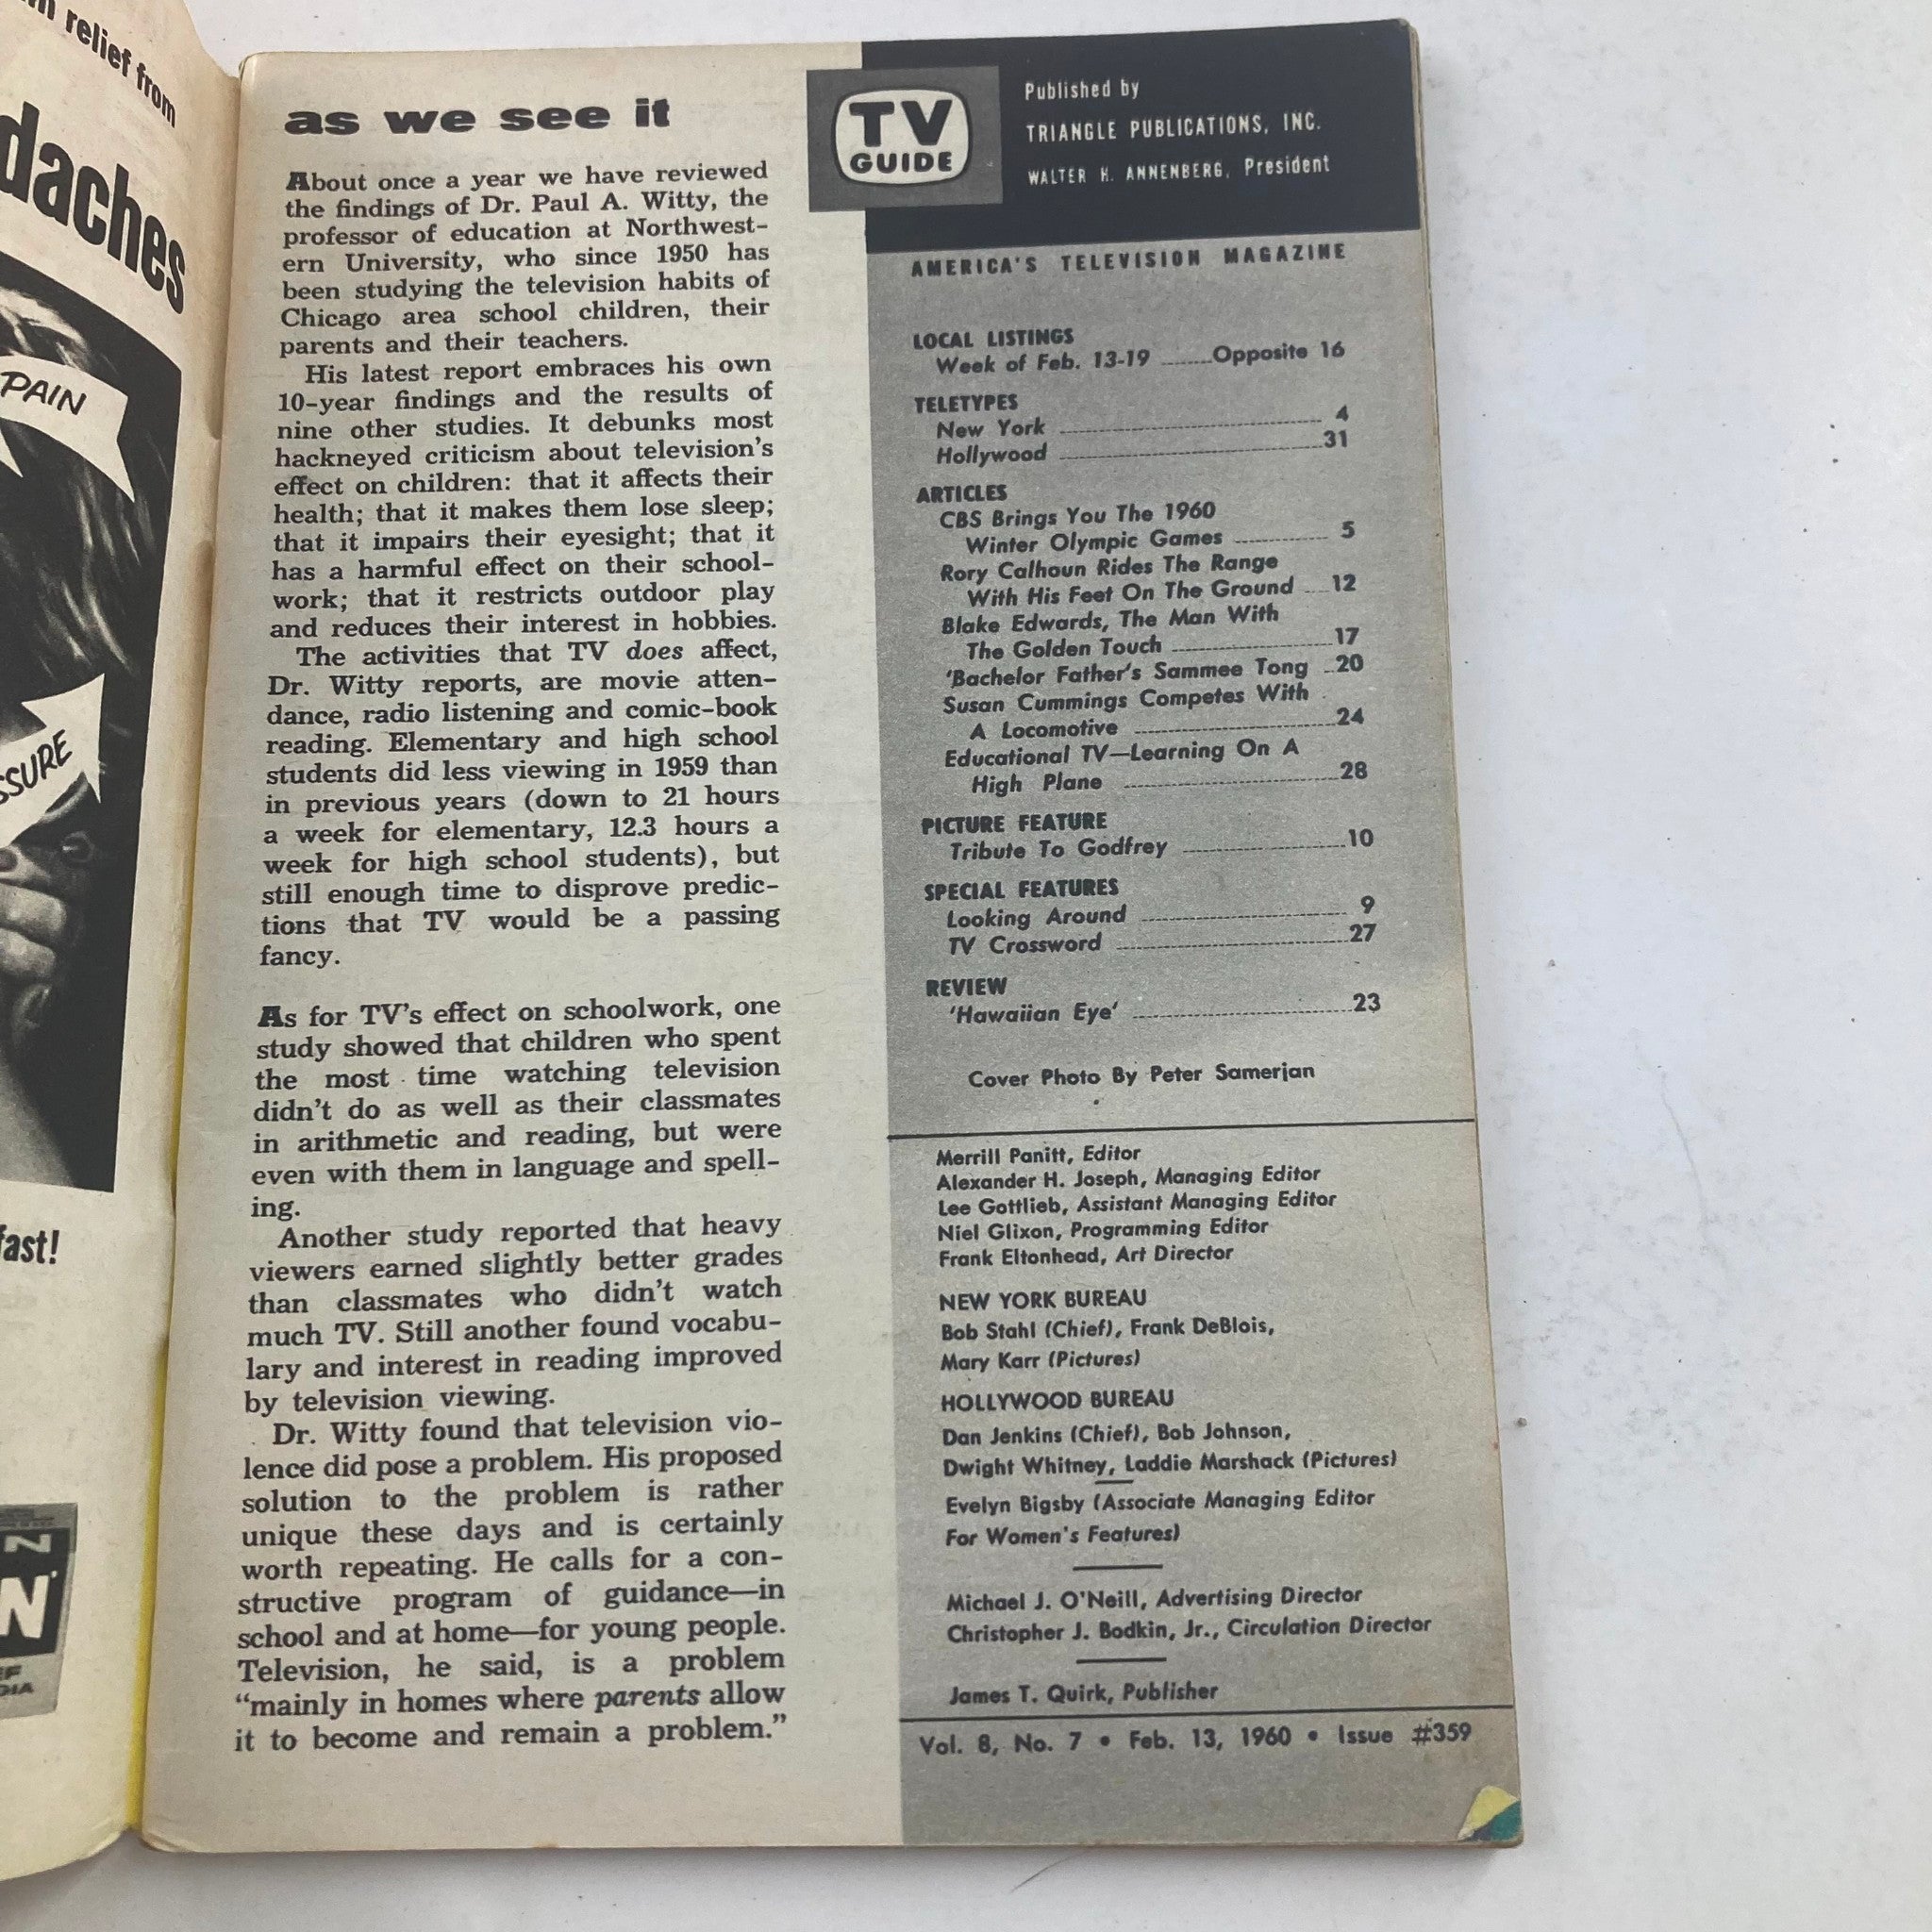 relief from
daches
PAIN
SSURE
fast!
as we see it
About once a year we have reviewed
the findings of Dr. Paul A. Witty, the
professor of education at Northwest-
ern University, who since 1950 has
been studying the television habits of
Chicago area school children, their
parents and their teachers.
His latest report embraces his own
10-year findings and the results of
nine other studies. It debunks most
hackneyed criticism about television's
effect on children: that it affects their
health; that it makes them lose sleep;
that it impairs their eyesight; that it
has a harmful effect on their school-
work; that it restricts outdoor play
and reduces their interest in hobbies.
The activities that TV does affect,
Dr. Witty reports, are movie atten-
dance, radio listening and comic-book
reading. Elementary and high school
students did less viewing in 1959 than
in previous years (down to 21 hours
a week for elementary, 12.3 hours a
week for high school students), but
still enough time to disprove predic-
tions that TV would be a passing
fancy.
As for TV's effect on schoolwork, one
study showed that children who spent
the most time watching television
didn't do as well as their classmates
in arithmetic and reading, but were
even with them in language and spell-
ing.
Another study reported that heavy
viewers earned slightly better grades
than classmates who didn't watch
much TV. Still another found vocabu-
lary and interest in reading improved
by television viewing.
Dr. Witty found that television vio-
lence did pose a problem. His proposed
solution to the problem is rather
unique these days and is certainly
worth repeating. He calls for a con-
structive program of guidance—in
school and at home—for young people.
Television, he said, is a problem
“mainly in homes where parents allow
it to become and remain a problem.”
TV
GUIDE
Published by
TRIANGLE PUBLICATIONS, INC.
WALTER H. ANNENBERG, President
AMERICA'S TELEVISION MAGAZINE
LOCAL LISTINGS
Week of Feb. 13-19 ........Opposite 16
TELETYPES
New York ........ 4
Hollywood ........ 31
ARTICLES
CBS Brings You The 1960
Winter Olympic Games ........ 5
Rory Calhoun Rides The Range
With His Feet On The Ground ....12
Blake Edwards, The Man With
The Golden Touch ........17
'Bachelor Father's Sammee Tong ..20
Susan Cummings Competes With
A Locomotive ........24
Educational TV—Learning On A
High Plane ........28
PICTURE FEATURE
Tribute To Godfrey ........10
SPECIAL FEATURES
Looking Around ........ 9
TV Crossword ........27
REVIEW
'Hawaiian Eye' ........23
Cover Photo By Peter Samerjan
Merrill Panitt, Editor
Alexander H. Joseph, Managing Editor
Lee Gottlieb, Assistant Managing Editor
Niel Glixon, Programming Editor
Frank Eltonhead, Art Director
NEW YORK BUREAU
Bob Stahl (Chief), Frank DeBlois,
Mary Karr (Pictures)
HOLLYWOOD BUREAU
Dan Jenkins (Chief), Bob Johnson,
Dwight Whitney, Laddie Marshack (Pictures)
Evelyn Bigsby (Associate Managing Editor
For Women's Features)
Michael J. O'Neill, Advertising Director
Christopher J. Bodkin, Jr., Circulation Director
James T. Quirk, Publisher
Vol. 8, No. 7 • Feb. 13, 1960 • Issue #359